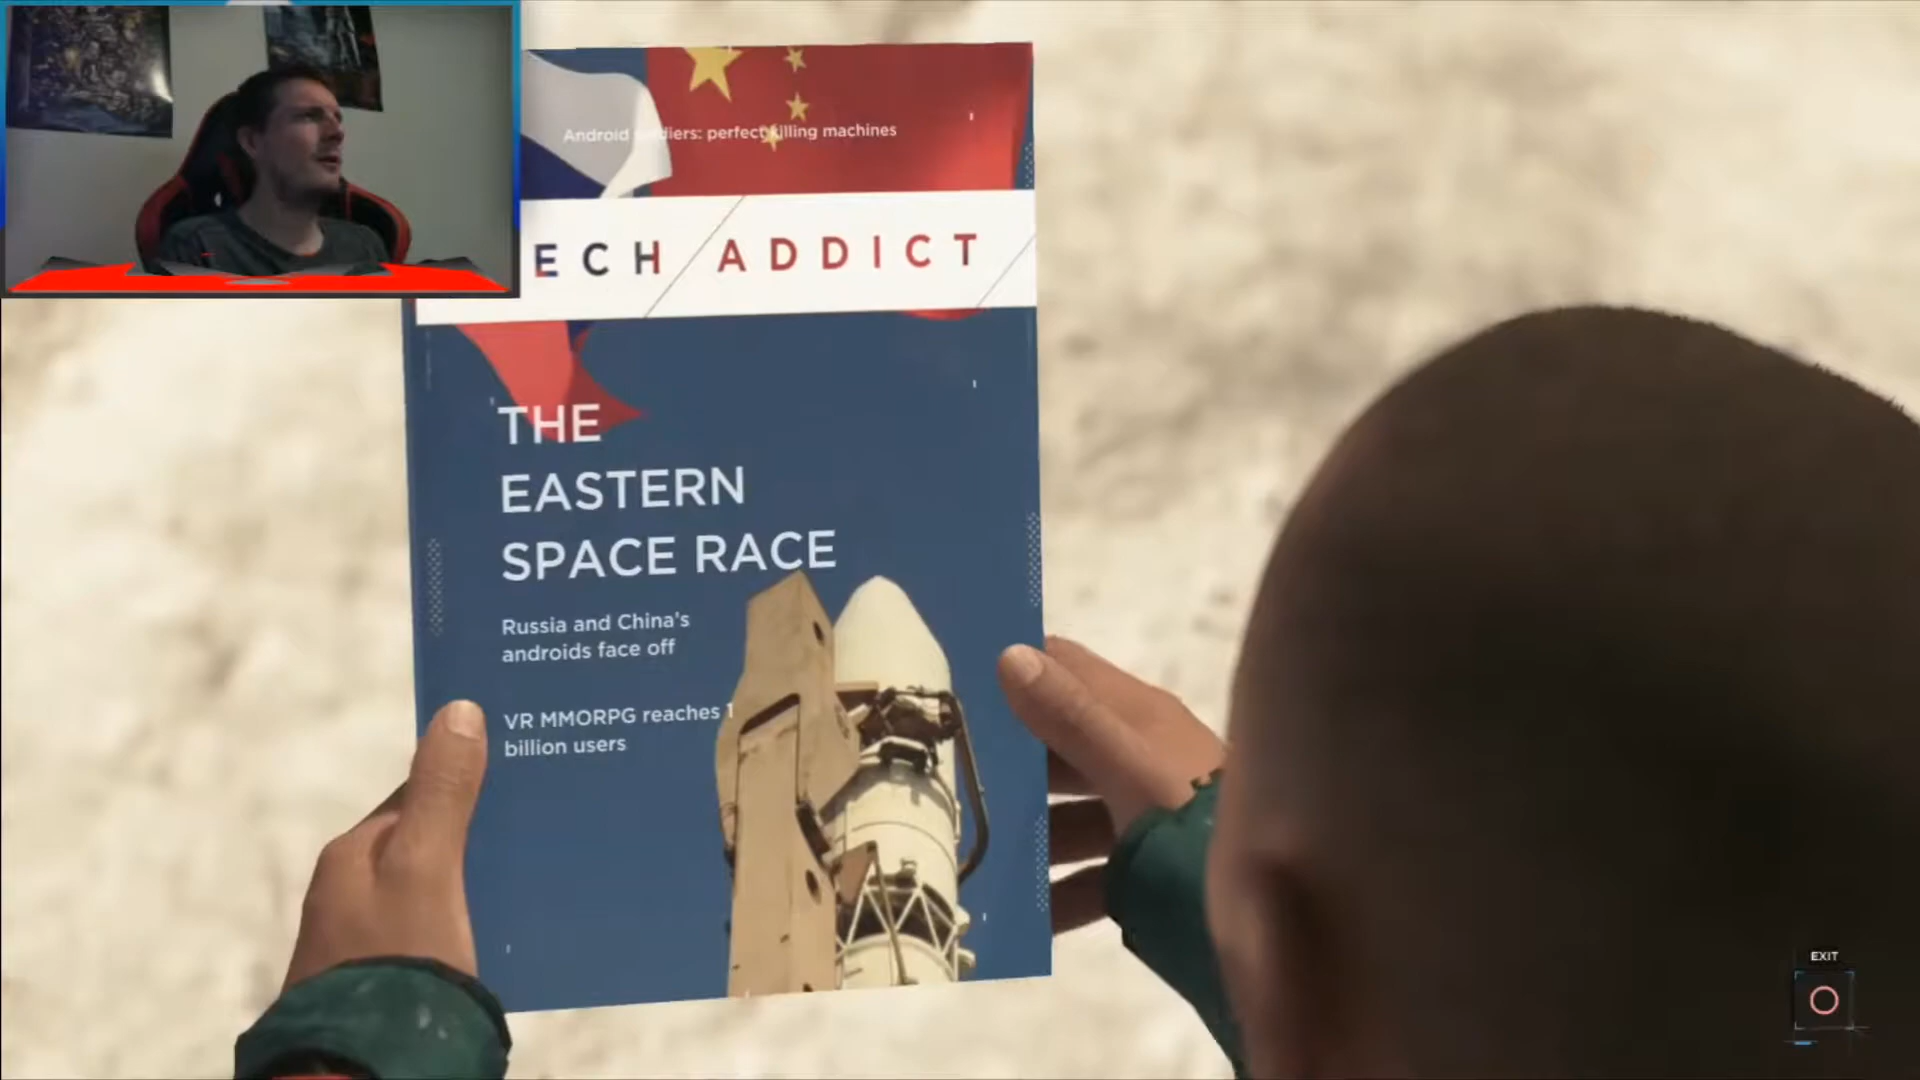 Android soldiers: perfect killing machines
ECH ADDICT
THE
EASTERN
SPACE RACE
Russia and China's
androids face off
VR MMORPG reaches 1
billion users
EXIT